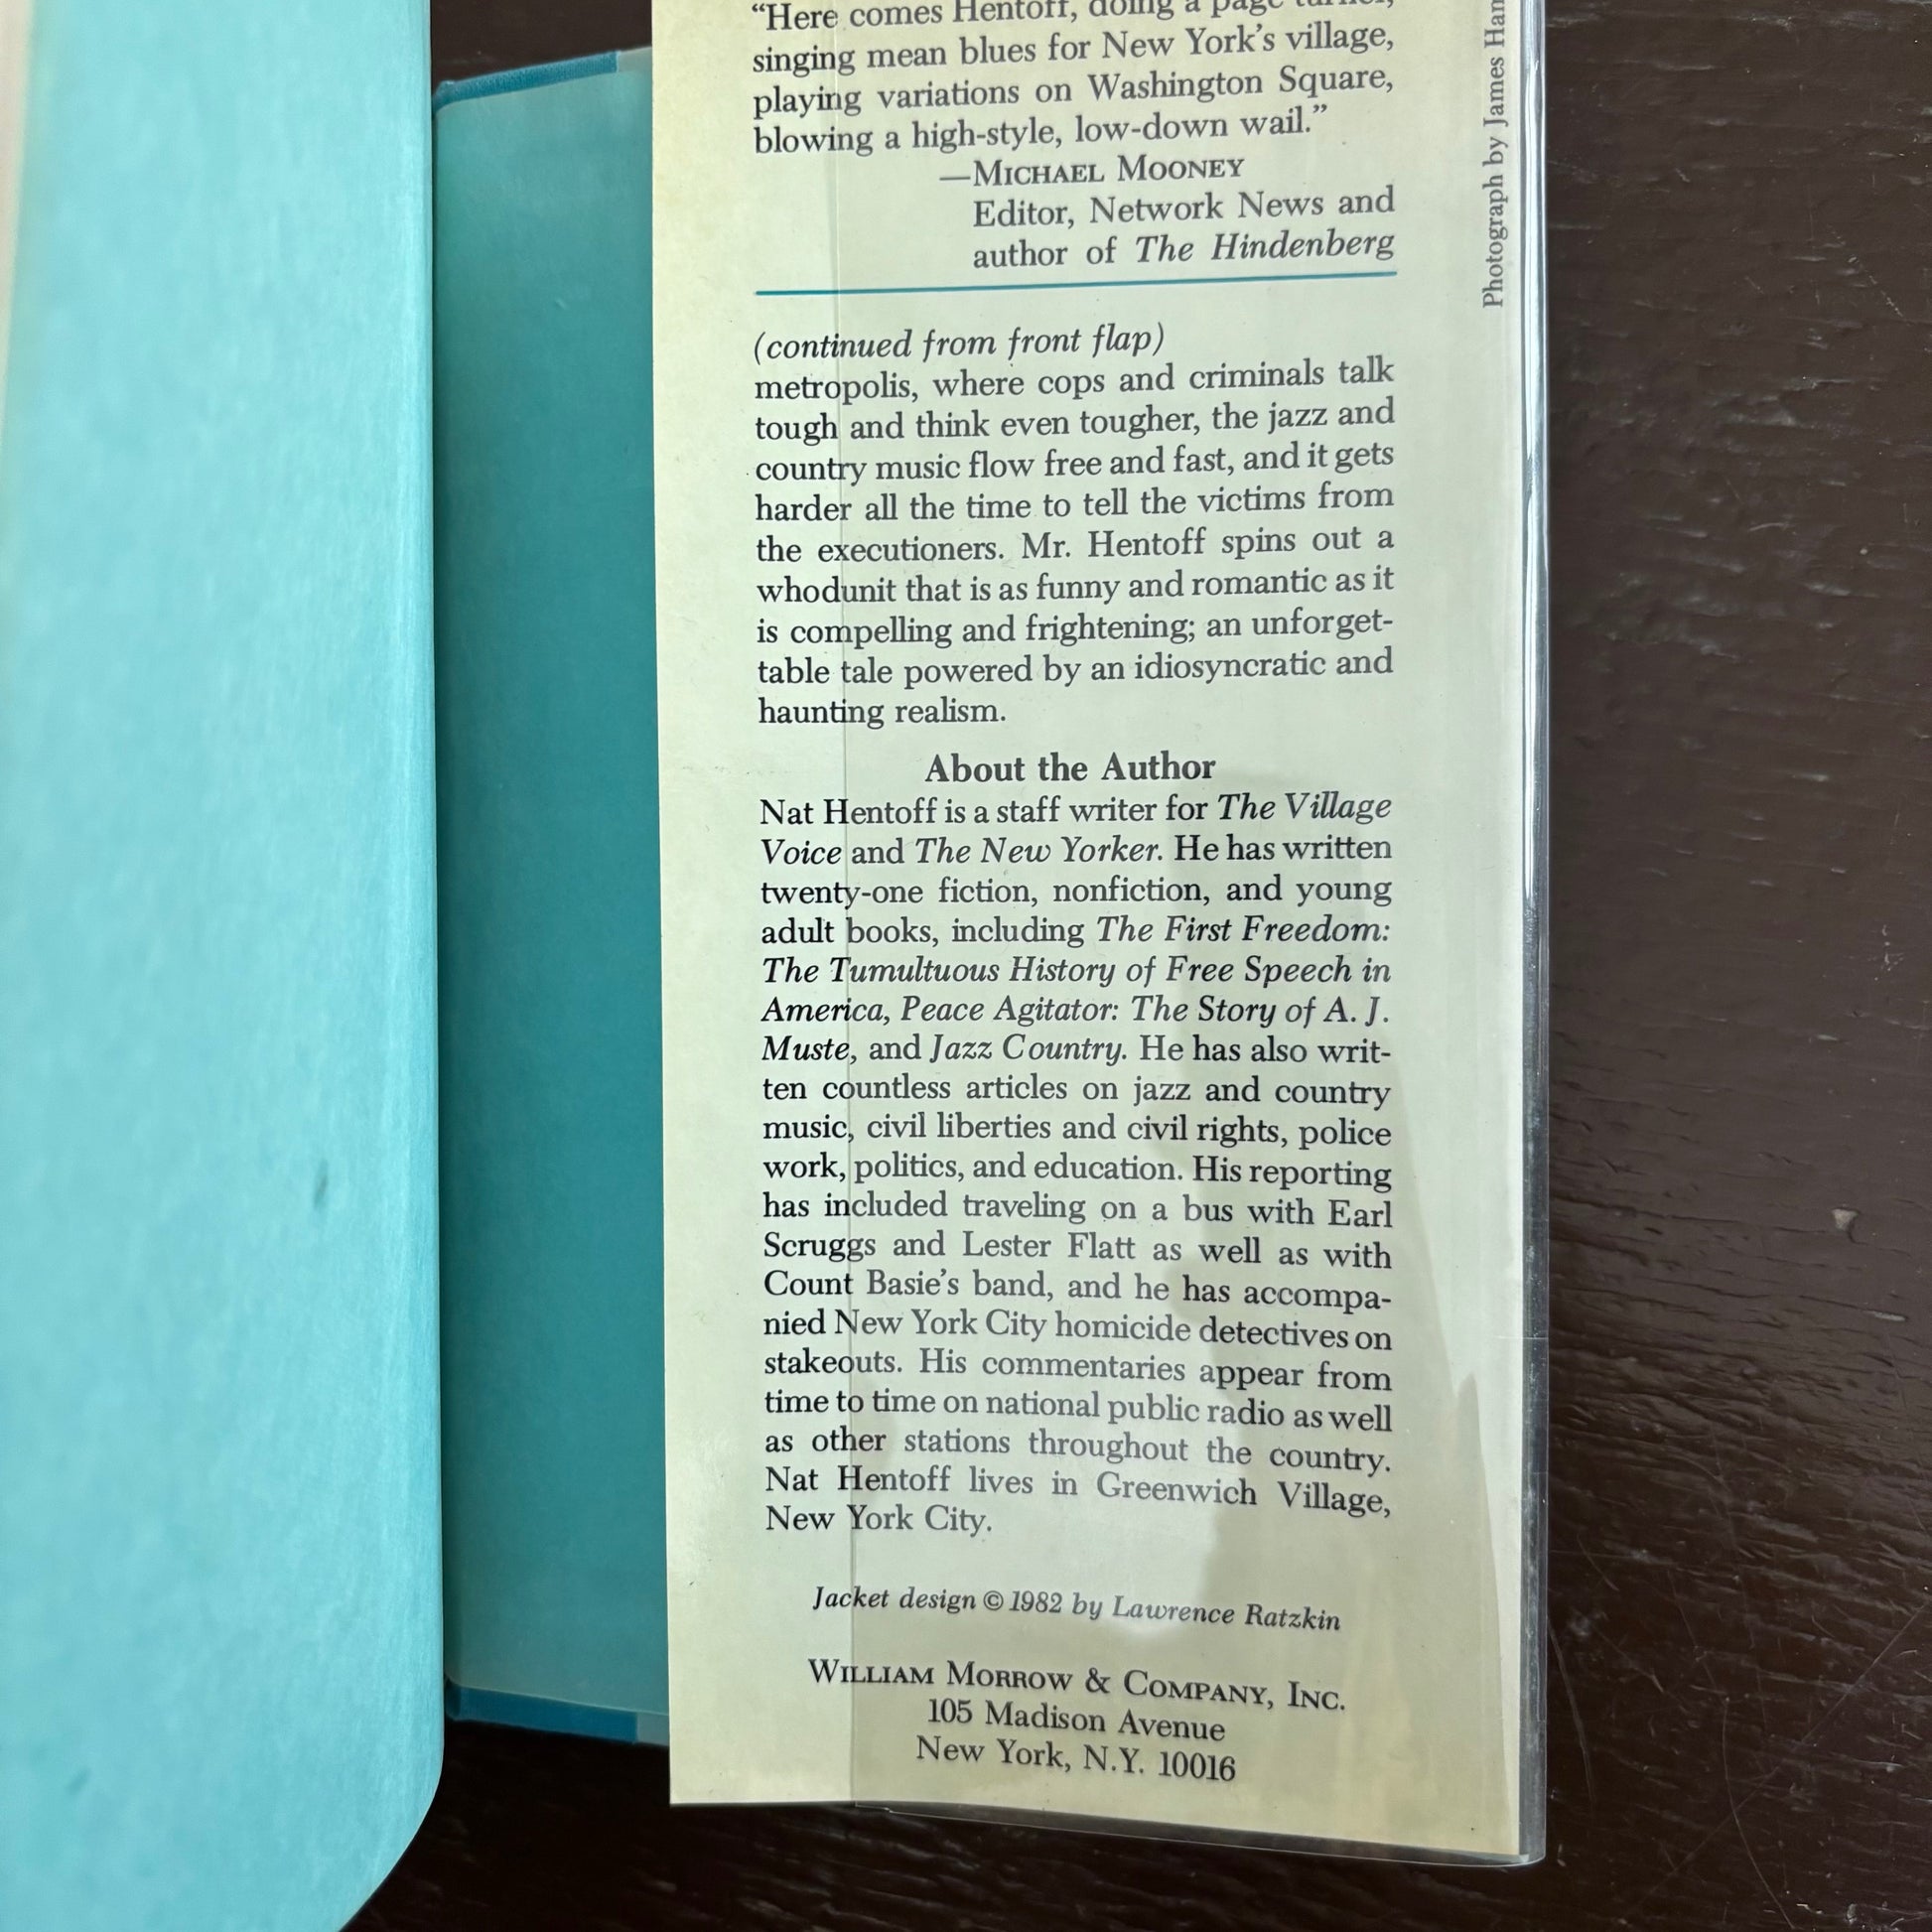 “Here comes Hentoff, doing a page turner,
singing mean blues for New York’s village,
playing variations on Washington Square,
blowing a high-style, low-down wail.”
—MICHAEL MOONEY
Editor, Network News and
author of The Hindenberg
(continued from front flap)
metropolis, where cops and criminals talk
tough and think even tougher, the jazz and
country music flow free and fast, and it gets
harder all the time to tell the victims from
the executioners. Mr. Hentoff spins out a
whodunit that is as funny and romantic as it
is compelling and frightening; an unforget-
table tale powered by an idiosyncratic and
haunting realism.
About the Author
Nat Hentoff is a staff writer for The Village
Voice and The New Yorker. He has written
twenty-one fiction, nonfiction, and young
adult books, including The First Freedom:
The Tumultuous History of Free Speech in
America, Peace Agitator: The Story of A. J.
Muste, and Jazz Country. He has also writ-
ten countless articles on jazz and country
music, civil liberties and civil rights, police
work, politics, and education. His reporting
has included traveling on a bus with Earl
Scruggs and Lester Flatt as well as with
Count Basie’s band, and he has accompa-
nied New York City homicide detectives on
stakeouts. His commentaries appear from
time to time on national public radio as well
as other stations throughout the country.
Nat Hentoff lives in Greenwich Village,
New York City.
Jacket design © 1982 by Lawrence Ratzkin
WILLIAM MORROW & COMPANY, INC.
105 Madison Avenue
New York, N.Y. 10016
Photograph by James